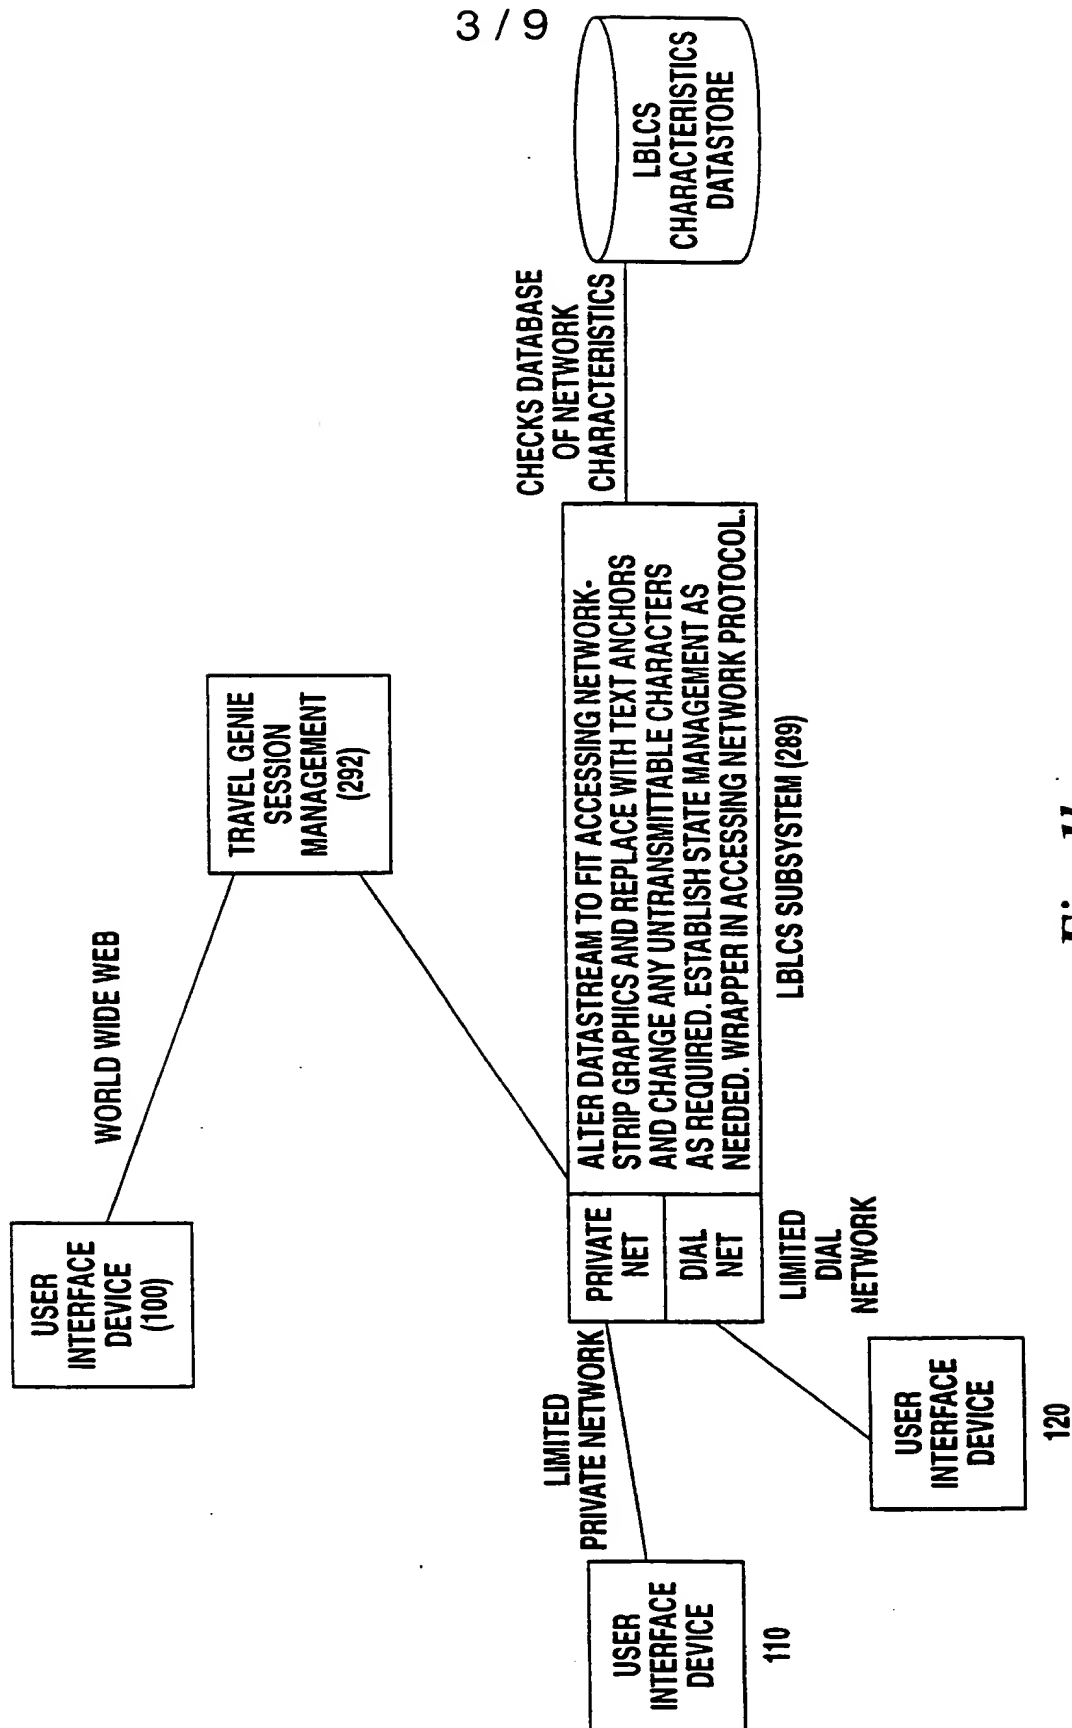 3 / 9
USER
INTERFACE
DEVICE
(100)
WORLD WIDE WEB
TRAVEL GENIE
SESSION
MANAGEMENT
(292)
LIMITED
PRIVATE NETWORK
USER
INTERFACE
DEVICE
110
PRIVATE
NET
DIAL
NET
ALTER DATASTREAM TO FIT ACCESSING NETWORK-
STRIP GRAPHICS AND REPLACE WITH TEXT ANCHORS
AND CHANGE ANY UNTRANSMITTABLE CHARACTERS
AS REQUIRED. ESTABLISH STATE MANAGEMENT AS
NEEDED. WRAPPER IN ACCESSING NETWORK PROTOCOL.
LBLCS SUBSYSTEM (289)
CHECKS DATABASE
OF NETWORK
CHARACTERISTICS
LBLCS
CHARACTERISTICS
DATASTORE
LIMITED
DIAL
NETWORK
USER
INTERFACE
DEVICE
120